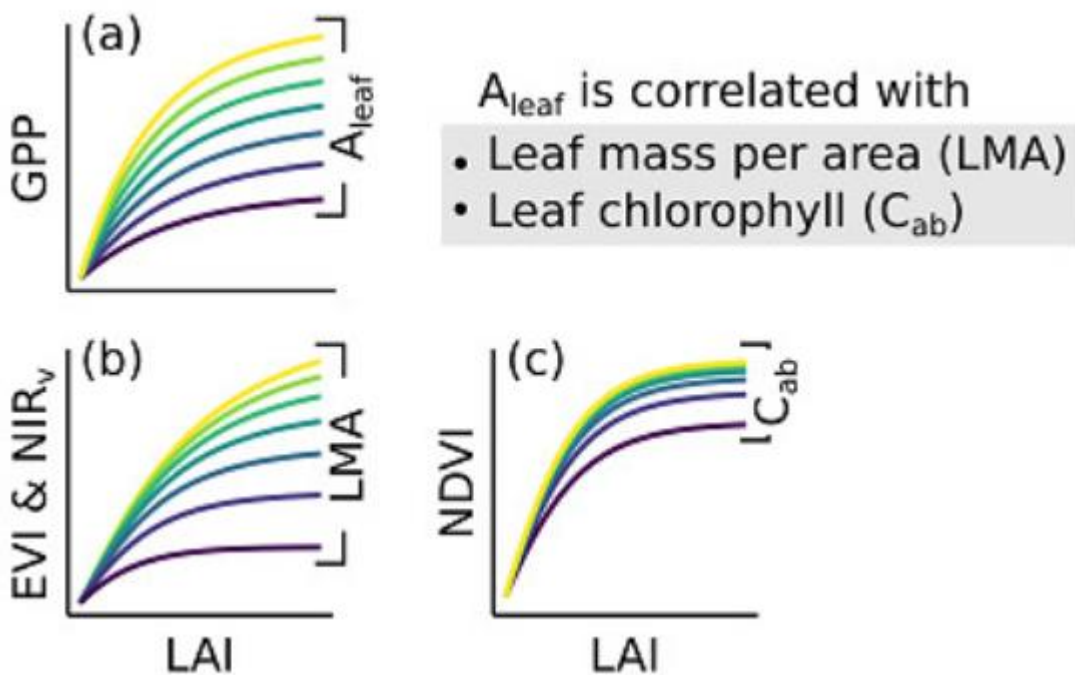 (a)
GPP
A_leaf
A_leaf is correlated with
• Leaf mass per area (LMA)
• Leaf chlorophyll (C_ab)
(b)
EVI & NIR_v
LMA
LAI
(c)
NDVI
C_ab
LAI